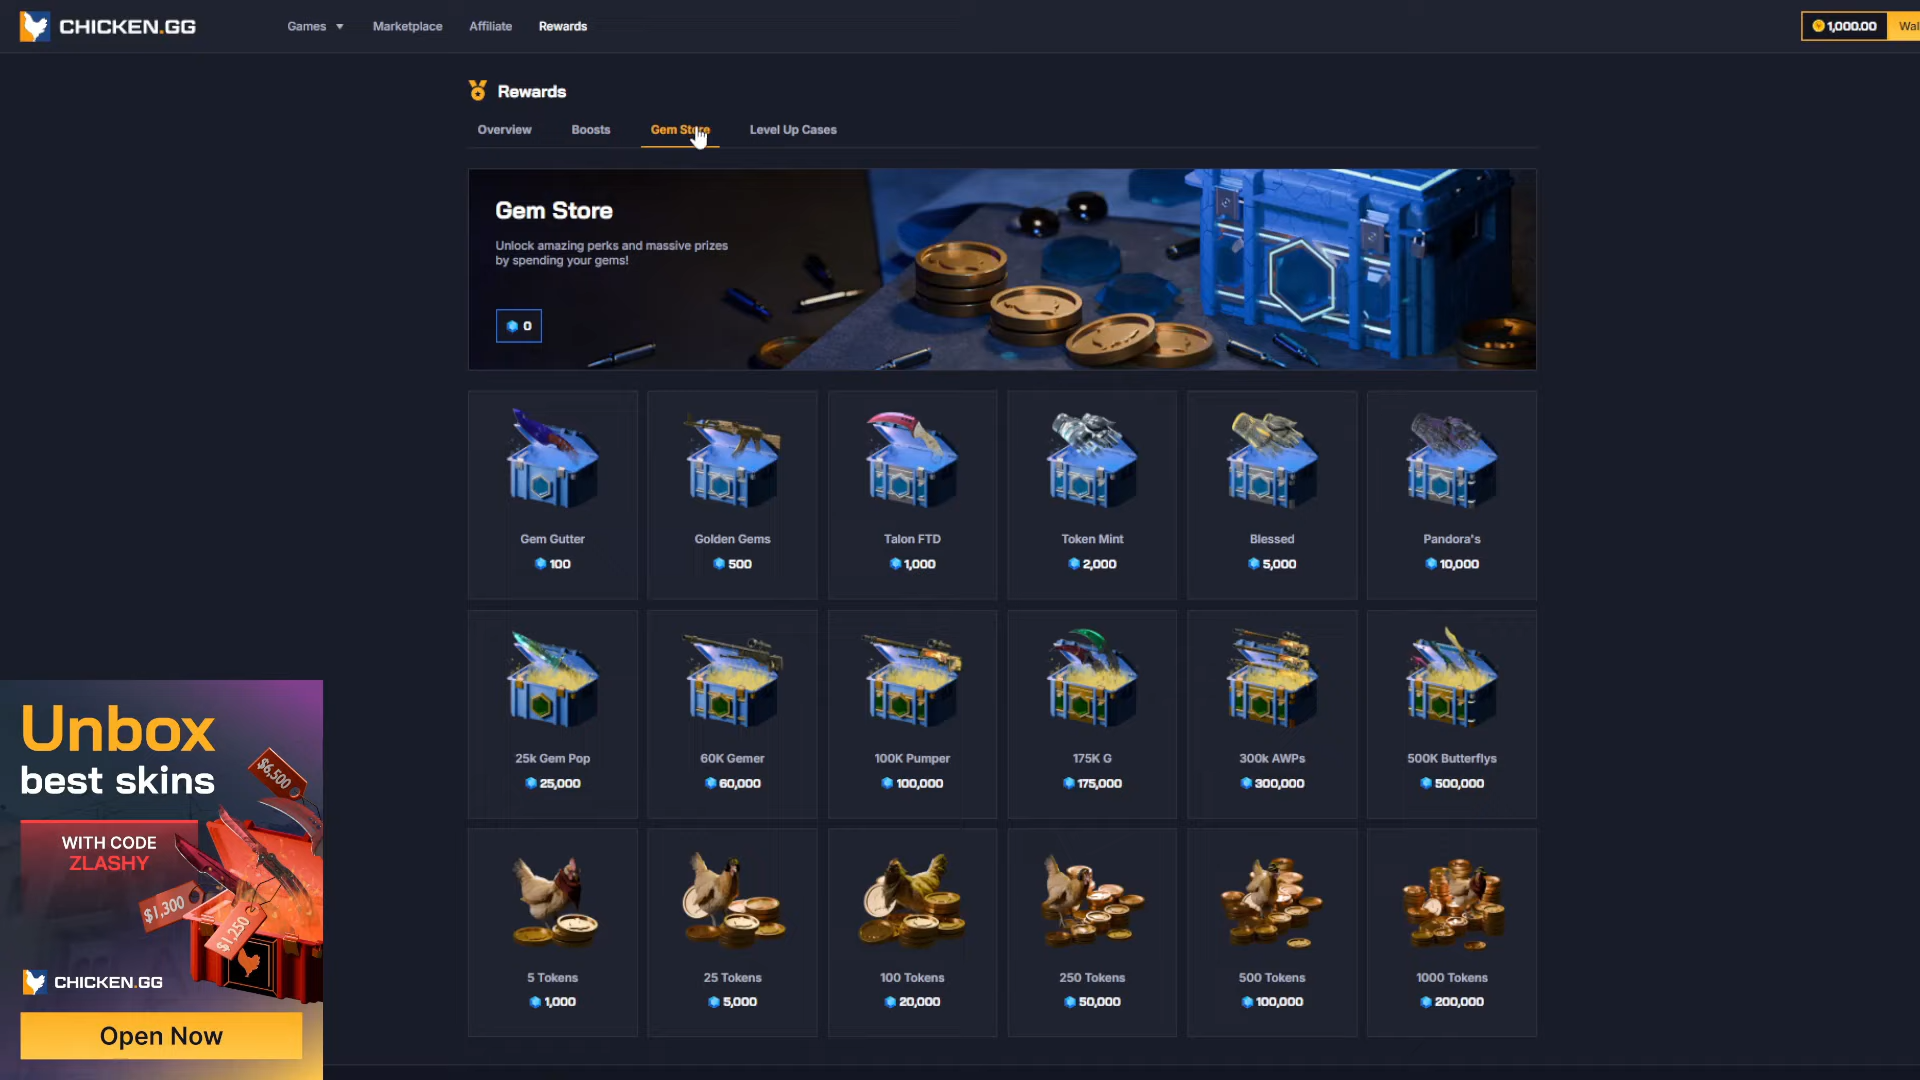 CHICKEN.GG
Games
Marketplace
Affiliate
Rewards
1,000.00
Rewards
Overview
Boosts
Gem Store
Level Up Cases
Gem Store
Unlock amazing perks and massive prizes
by spending your gems!
0
Gem Gutter
100
Golden Gems
500
Talon FTD
1,000
Token Mint
2,000
Blessed
5,000
Pandora's
10,000
25k Gem Pop
25,000
60K Gemer
60,000
100K Pumper
100,000
175K G
175,000
300k AWPs
300,000
500K Butterflys
500,000
5 Tokens
1,000
25 Tokens
5,000
100 Tokens
20,000
250 Tokens
50,000
500 Tokens
100,000
1000 Tokens
200,000
Unbox
best skins
$6,500
WITH CODE
ZLASHY
$1,300
$1,250
CHICKEN.GG
Open Now